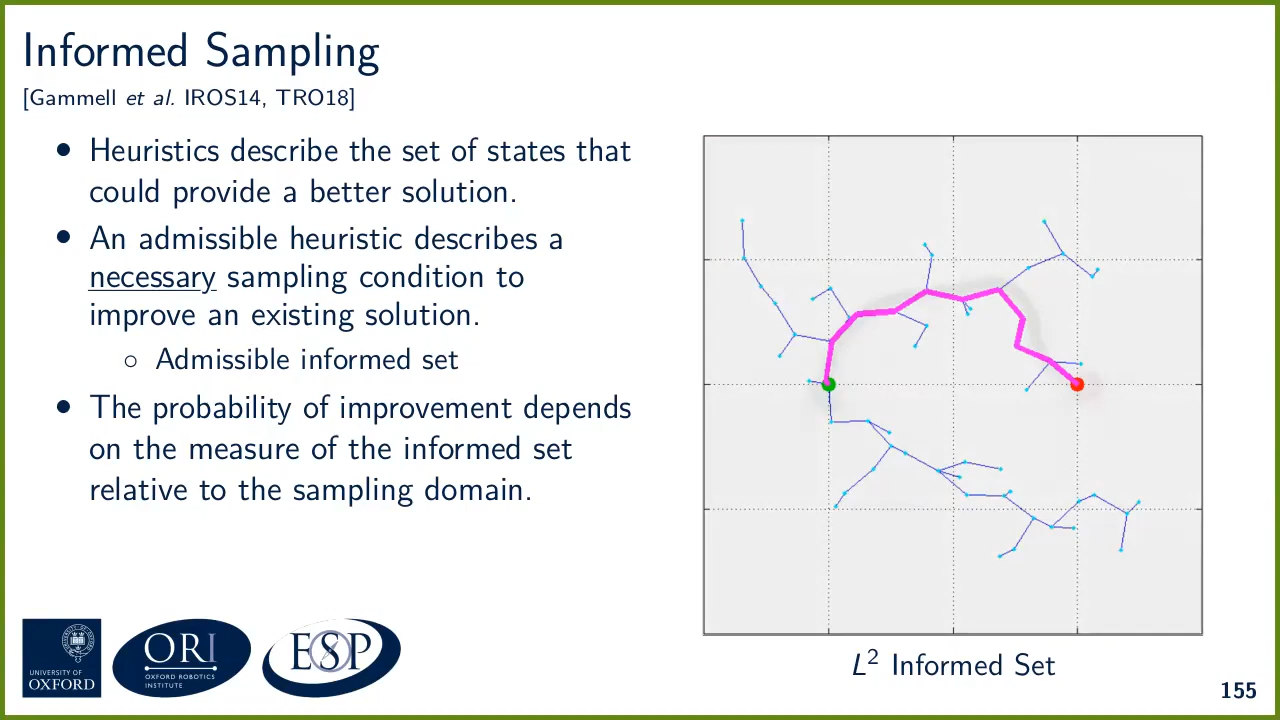 Informed Sampling
[Gammell et al. IROS14, TRO18]
• Heuristics describe the set of states that
could provide a better solution.
• An admissible heuristic describes a
necessary sampling condition to
improve an existing solution.
○ Admissible informed set
• The probability of improvement depends
on the measure of the informed set
relative to the sampling domain.
L² Informed Set
UNIVERSITY OF
OXFORD
ORI
OXFORD ROBOTICS
INSTITUTE
ESP
155